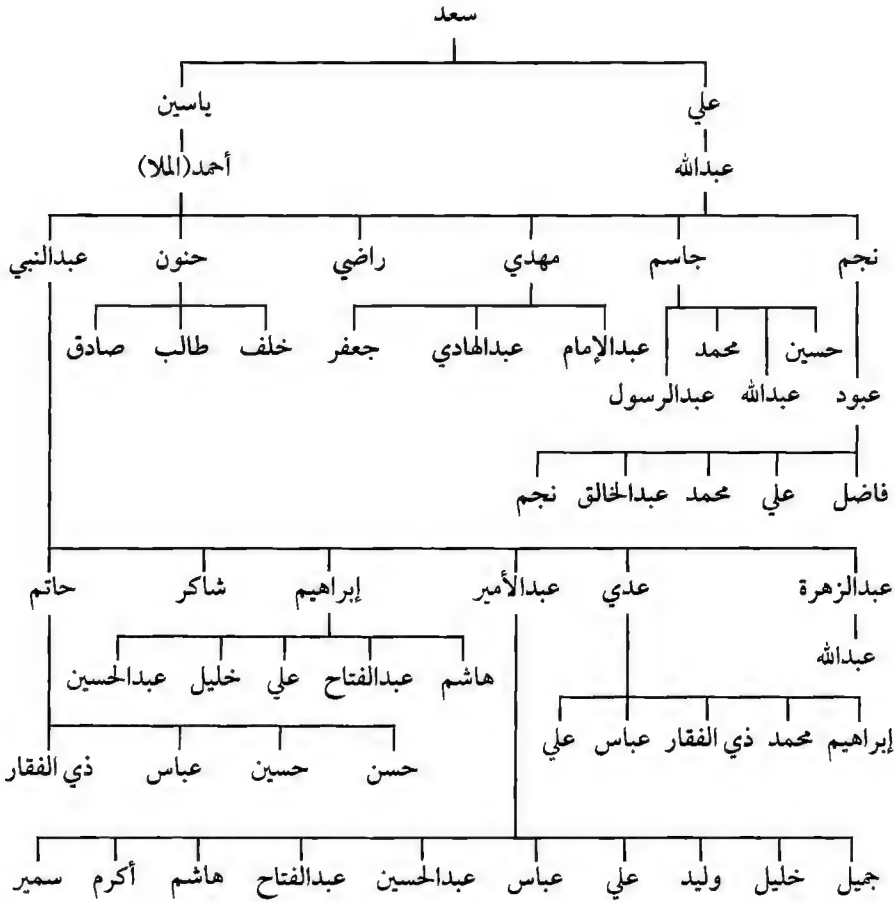 سعد
علي ياسين
عبدالله أحمد(الملا)
نجم جاسم مهدي راضي حنون عبدالنبي
حسين محمد عبدالإمام عبدالهادي جعفر خلف طالب صادق
عبود عبدالله عبدالرسول
فاضل علي محمد عبدالخالق نجم
عبدالزهرة عدي عبدالأمير إبراهيم شاكر حاتم
عبدالله هاشم عبدالفتاح علي خليل عبدالحسين
إبراهيم محمد ذي الفقار عباس علي
حسن حسين عباس ذي الفقار
جميل خليل وليد علي عباس عبدالحسين عبدالفتاح هاشم أكرم سمير